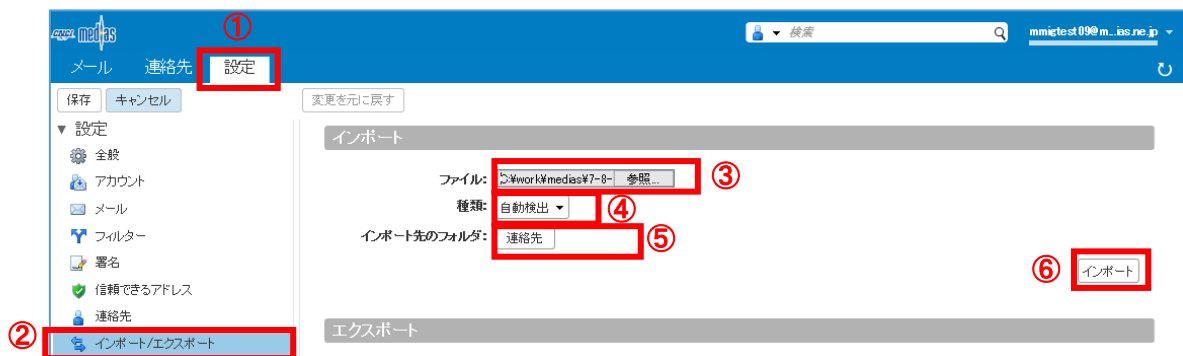 ①
CNCI medias
検索
mmigtest09@m...ias.ne.jp
メール 連絡先 設定
保存 キャンセル 変更を元に戻す
設定
インポート
全般
アカウント
ファイル: C:¥work¥medias¥7-8- 参照... ③
メール
種類: 自動検出 ④
フィルター
インポート先のフォルダ: 連絡先 ⑤
署名
⑥ インポート
信頼できるアドレス
連絡先
エクスポート
② インポート/エクスポート